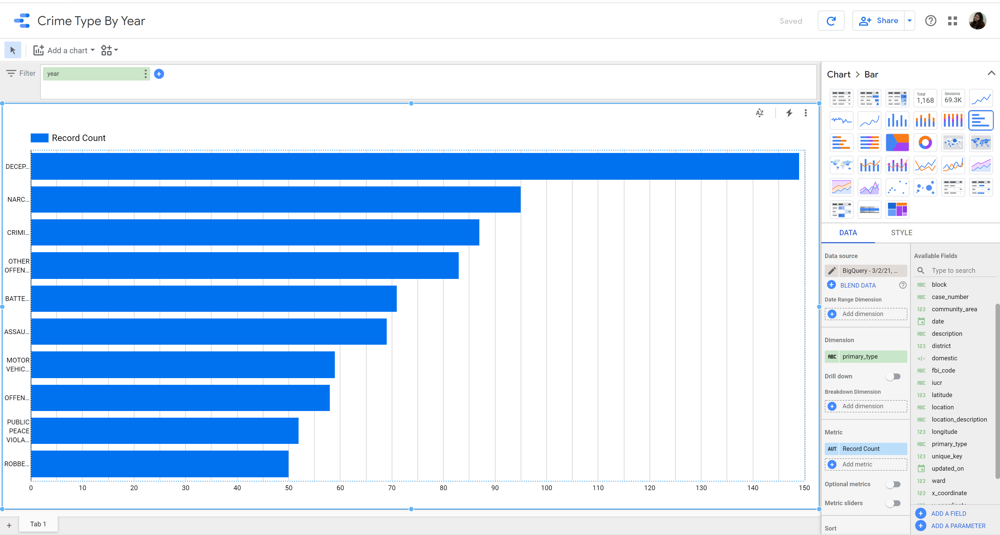 Crime Type By Year
Saved
Share
Add a chart
Filter
year
AZ
Record Count
DECEP...
NARC...
CRIMI...
OTHER
OFFEN...
BATTE...
ASSAU...
MOTOR
VEHIC...
OFFEN...
PUBLIC
PEACE
VIOLA...
ROBBE...
0 10 20 30 40 50 60 70 80 90 100 110 120 130 140 150
Tab 1
Chart > Bar
Total
1,168
Sessions
69.3K
DATA STYLE
Data source
BigQuery - 3/2/21, ...
BLEND DATA
Date Range Dimension
Add dimension
Dimension
ABC primary_type
Drill down
Breakdown Dimension
Add dimension
Metric
AUT Record Count
Add metric
Optional metrics
Metric sliders
Sort
Available Fields
Type to search
ABC block
ABC case_number
123 community_area
date
ABC description
123 district
domestic
ABC fbi_code
ABC iucr
123 latitude
ABC location
ABC location_description
123 longitude
ABC primary_type
123 unique_key
updated_on
123 ward
123 x_coordinate
ADD A FIELD
ADD A PARAMETER